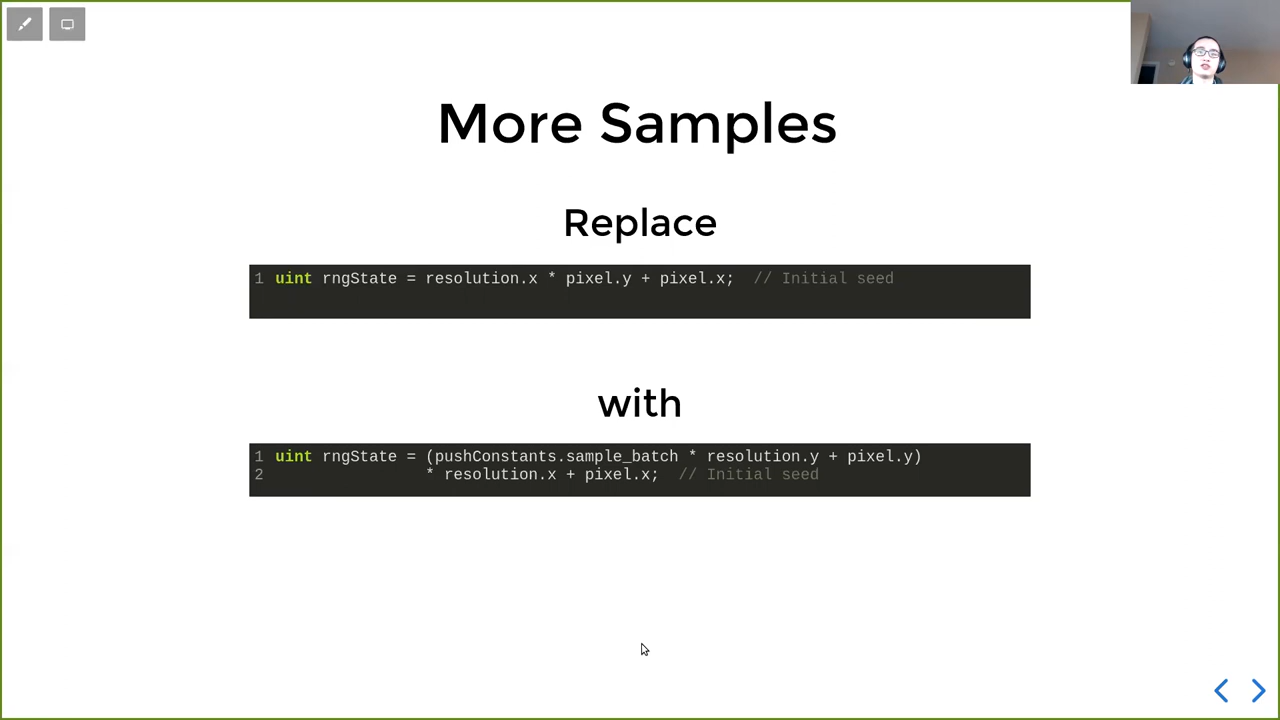 More Samples
Replace
1 uint rngState = resolution.x * pixel.y + pixel.x;  // Initial seed
with
1 uint rngState = (pushConstants.sample_batch * resolution.y + pixel.y)
2                 * resolution.x + pixel.x;  // Initial seed